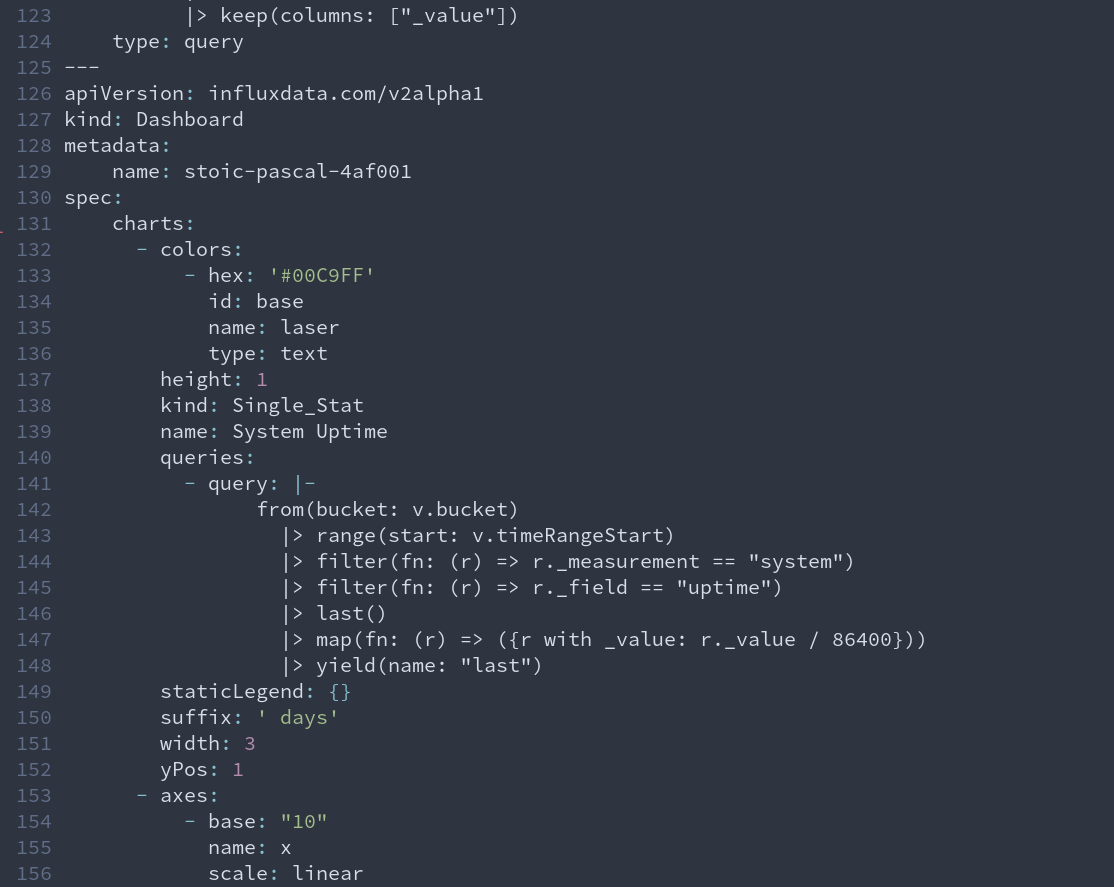 123             |> keep(columns: ["_value"])
124     type: query
125 ---
126 apiVersion: influxdata.com/v2alpha1
127 kind: Dashboard
128 metadata:
129     name: stoic-pascal-4af001
130 spec:
131     charts:
132       - colors:
133           - hex: '#00C9FF'
134             id: base
135             name: laser
136             type: text
137         height: 1
138         kind: Single_Stat
139         name: System Uptime
140         queries:
141           - query: |-
142                 from(bucket: v.bucket)
143                   |> range(start: v.timeRangeStart)
144                   |> filter(fn: (r) => r._measurement == "system")
145                   |> filter(fn: (r) => r._field == "uptime")
146                   |> last()
147                   |> map(fn: (r) => ({r with _value: r._value / 86400}))
148                   |> yield(name: "last")
149         staticLegend: {}
150         suffix: ' days'
151         width: 3
152         yPos: 1
153       - axes:
154           - base: "10"
155             name: x
156             scale: linear